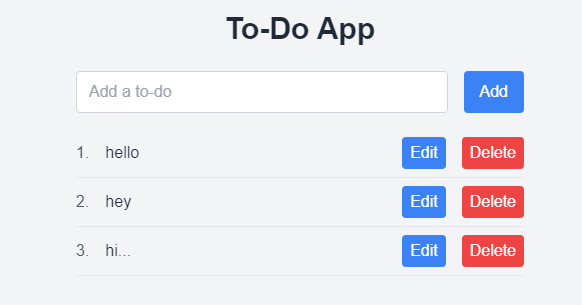 To-Do App
Add a to-do Add
1. hello Edit Delete
2. hey Edit Delete
3. hi... Edit Delete